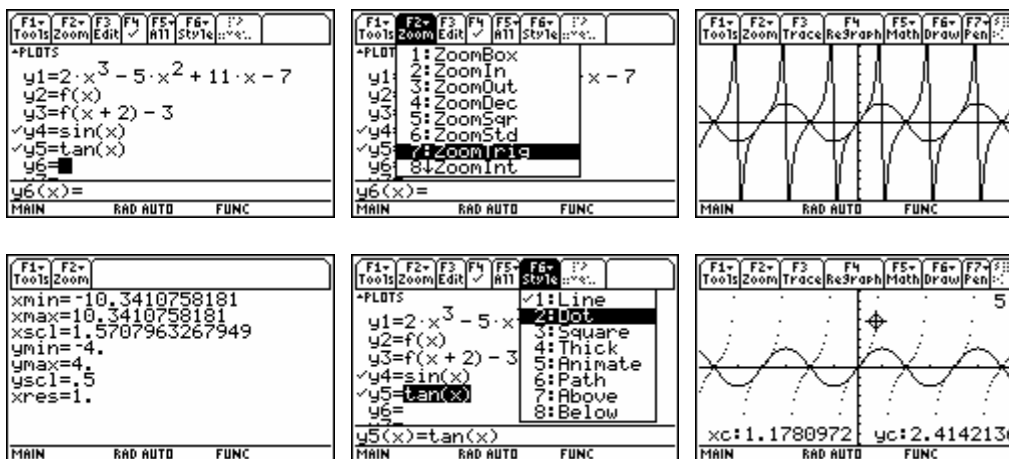 F1▾ F2▾ F3 F4 F5▾ F6▾
Tools Zoom Edit ✓ All Style
▴PLOTS
y1=2·x³ − 5·x² + 11·x − 7
y2=f(x)
y3=f(x + 2) − 3
✓y4=sin(x)
✓y5=tan(x)
y6=
y6(x)=
MAIN RAD AUTO FUNC
F1▾ F2▾ F3 F4 F5▾ F6▾
Tools Zoom Edit ✓ All Style
▴PLOT
1:ZoomBox
2:ZoomIn
3:ZoomOut
4:ZoomDec
5:ZoomSqr
6:ZoomStd
7:ZoomTrig
8↓ZoomInt
y1
·x − 7
y2
y3
✓y4
✓y5
y6
y6(x)=
MAIN RAD AUTO FUNC
F1▾ F2▾ F3 F4 F5▾ F6▾ F7▾
Tools Zoom Trace ReGraph Math Draw Pen
MAIN RAD AUTO FUNC
F1▾ F2▾
Tools Zoom
xmin=-10.3410758181
xmax=10.3410758181
xscl=1.5707963267949
ymin=-4.
ymax=4.
yscl=.5
xres=1.
MAIN RAD AUTO FUNC
F1▾ F2▾ F3 F4 F5▾ F6▾
Tools Zoom Edit ✓ All Style
▴PLOTS
✓1:Line
2:Dot
3:Square
4:Thick
5:Animate
6:Path
7:Above
8:Below
y1=2·x³ − 5·x
y2=f(x)
y3=f(x + 2) − 3
✓y4=sin(x)
✓y5=tan(x)
y6=
y5(x)=tan(x)
MAIN RAD AUTO FUNC
F1▾ F2▾ F3 F4 F5▾ F6▾ F7▾
Tools Zoom Trace ReGraph Math Draw Pen
5
xc:1.1780972 yc:2.414213
MAIN RAD AUTO FUNC